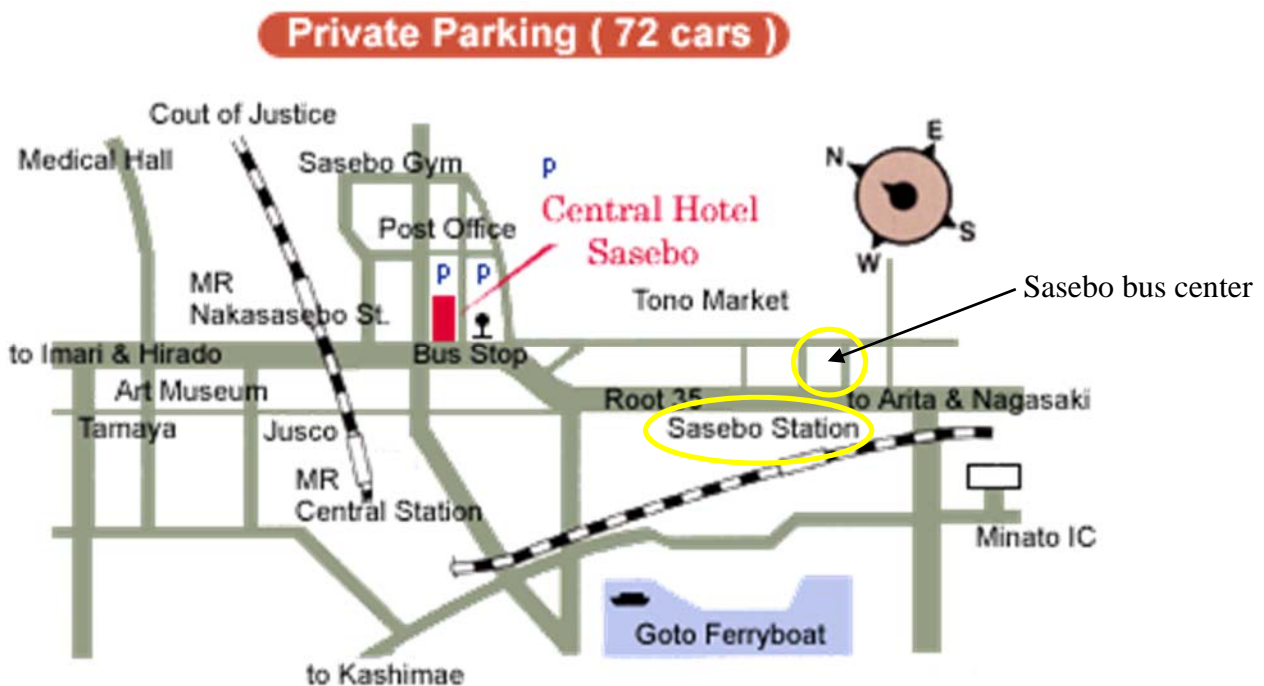 Private Parking ( 72 cars )
Cout of Justice
Medical Hall
Sasebo Gym
P
E
N
S
W
Central Hotel
Sasebo
Post Office
P
P
MR
Nakasasebo St.
Tono Market
Sasebo bus center
to Imari & Hirado
Bus Stop
Art Museum
Root 35
to Arita & Nagasaki
Tamaya
Jusco
Sasebo Station
MR
Central Station
Minato IC
Goto Ferryboat
to Kashimae